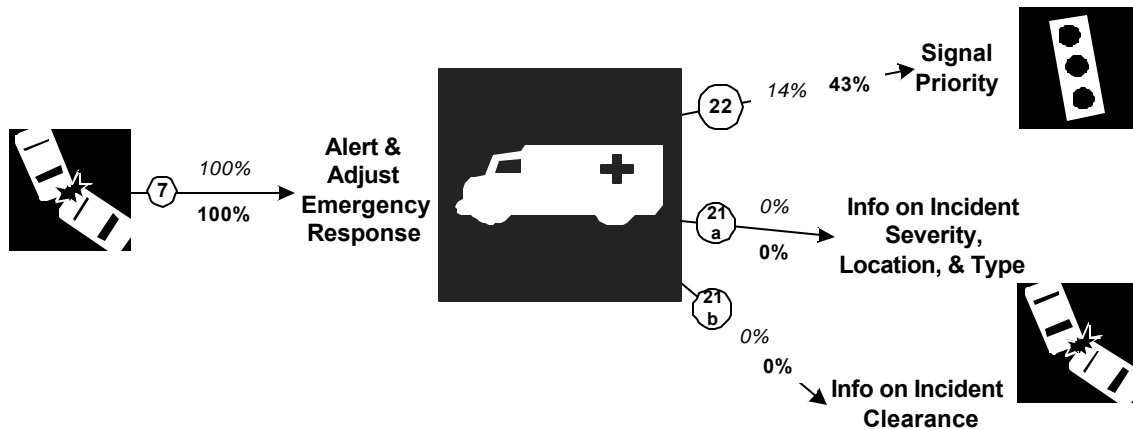 7
100%
100%
Alert &
Adjust
Emergency
Response
22
14%
43%
Signal
Priority
21
a
0%
0%
Info on Incident
Severity,
Location, & Type
21
b
0%
0%
Info on Incident
Clearance